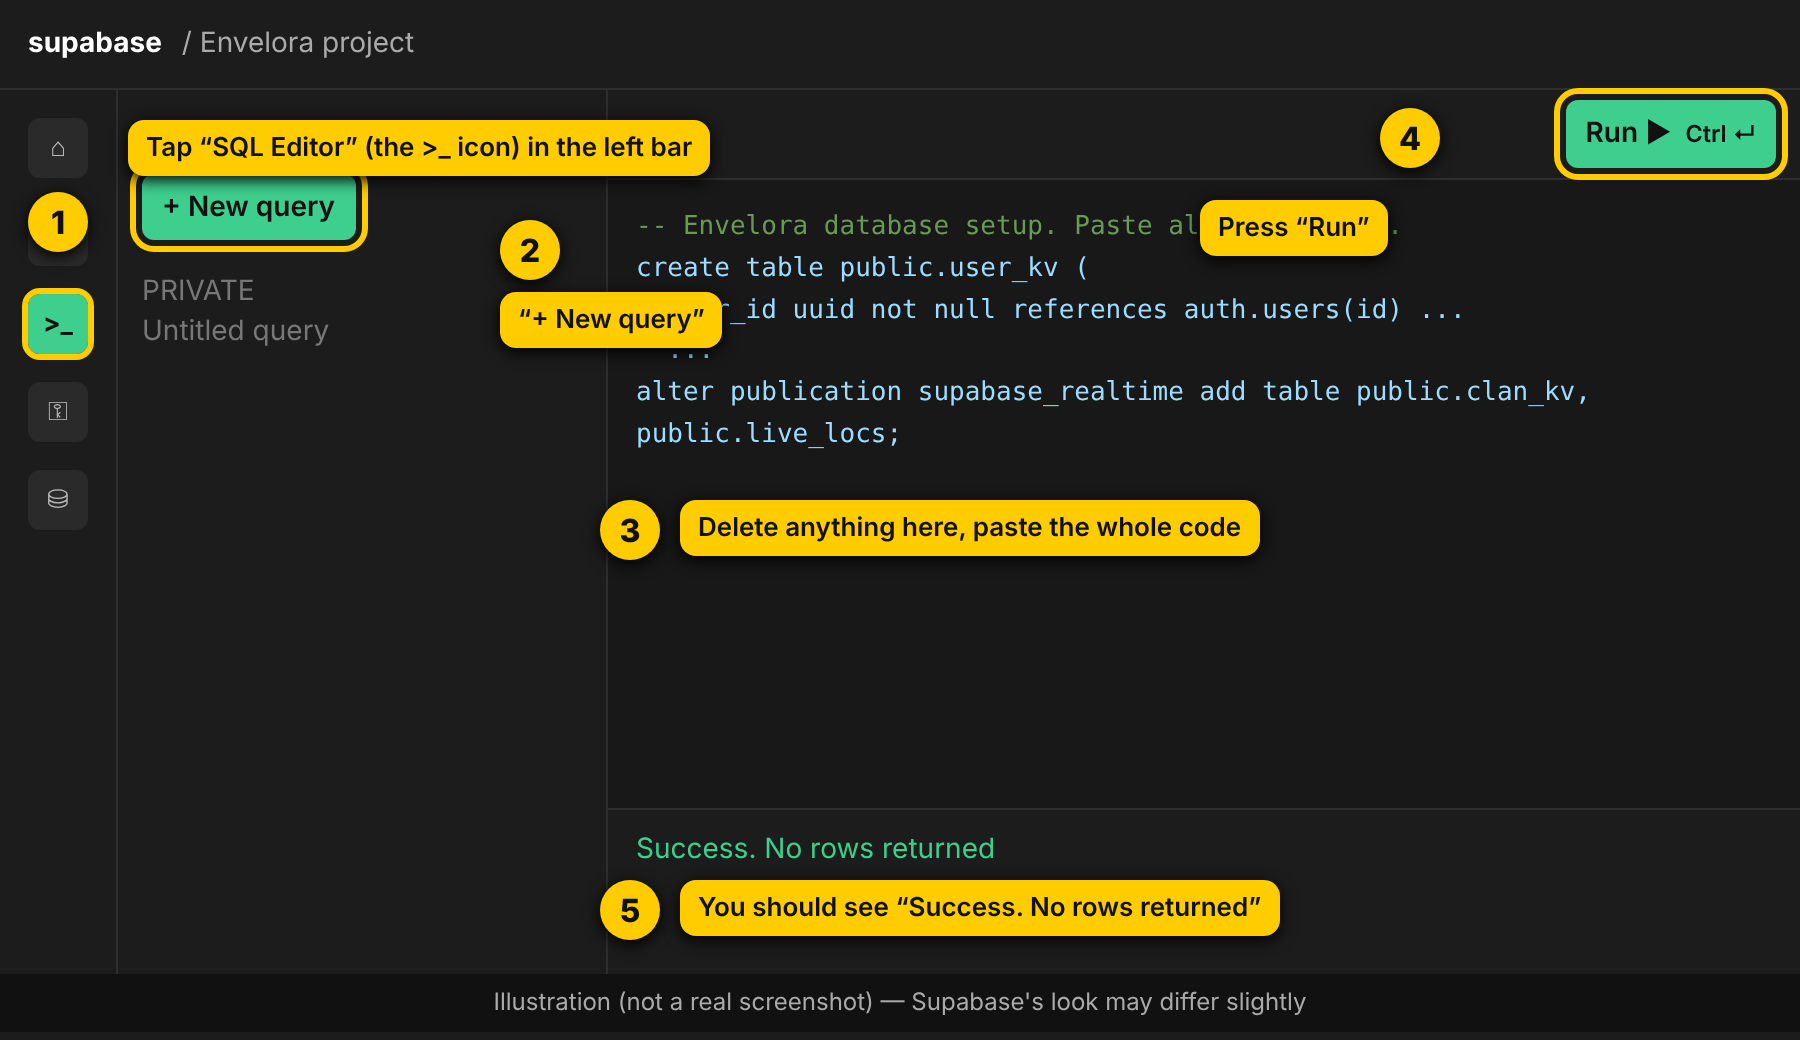 supabase / Envelora project
Tap “SQL Editor” (the >_ icon) in the left bar
4
Run ▶ Ctrl ↵
1
+ New query
2
-- Envelora database setup. Paste
Press “Run”
create table public.user_kv (
“+ New query”
_id uuid not null references auth.users(id) ...
>_
PRIVATE
Untitled query
...
alter publication supabase_realtime add table public.clan_kv,
public.live_locs;
3
Delete anything here, paste the whole code
Success. No rows returned
5
You should see “Success. No rows returned”
Illustration (not a real screenshot) — Supabase's look may differ slightly